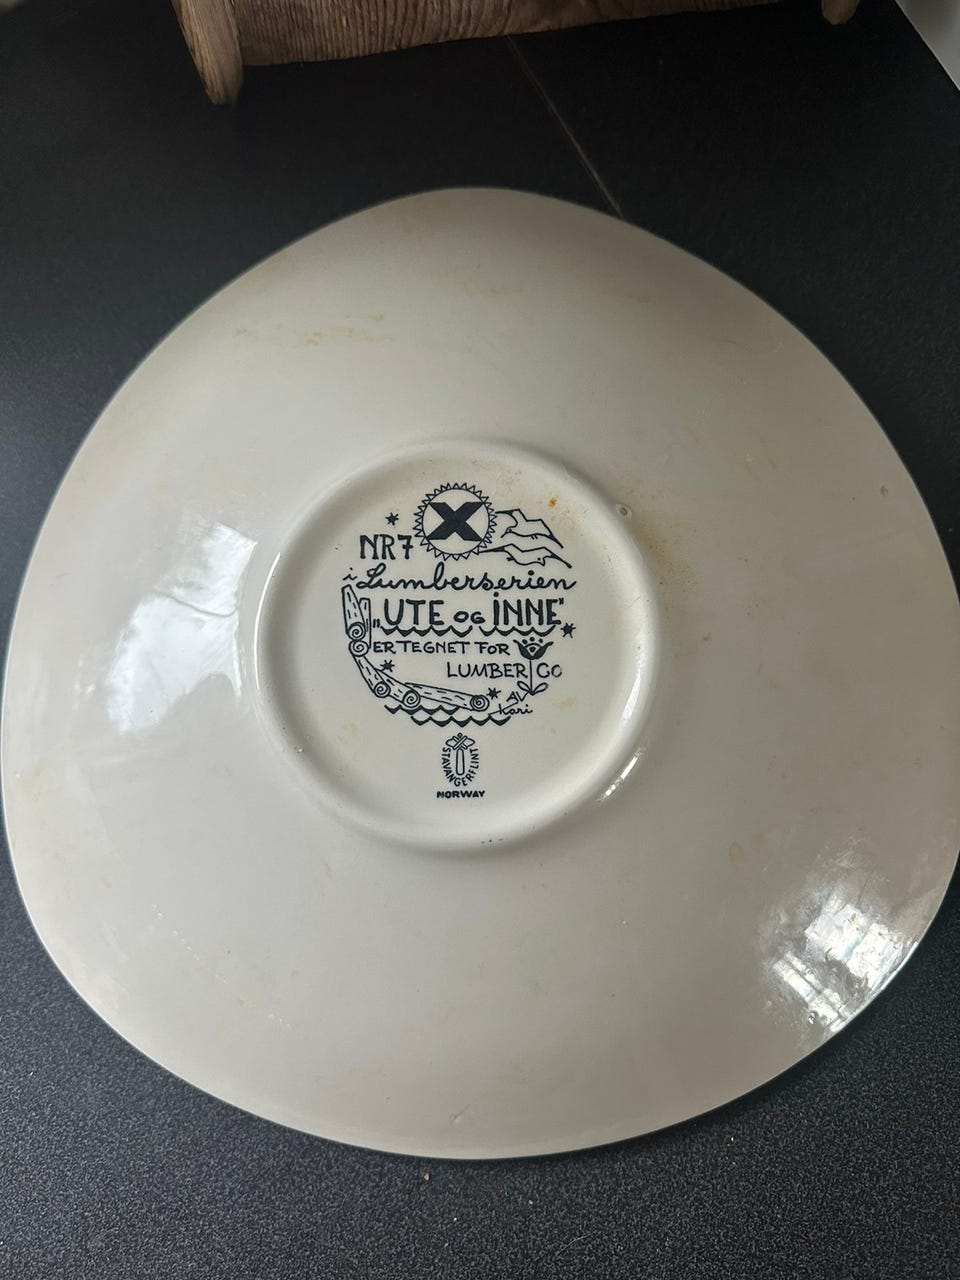 X
NR7
i Lumberserien
„UTE OG INNE"
ER TEGNET FOR
LUMBER CO
AV
Kari
STAVANGERFLINT
NORWAY